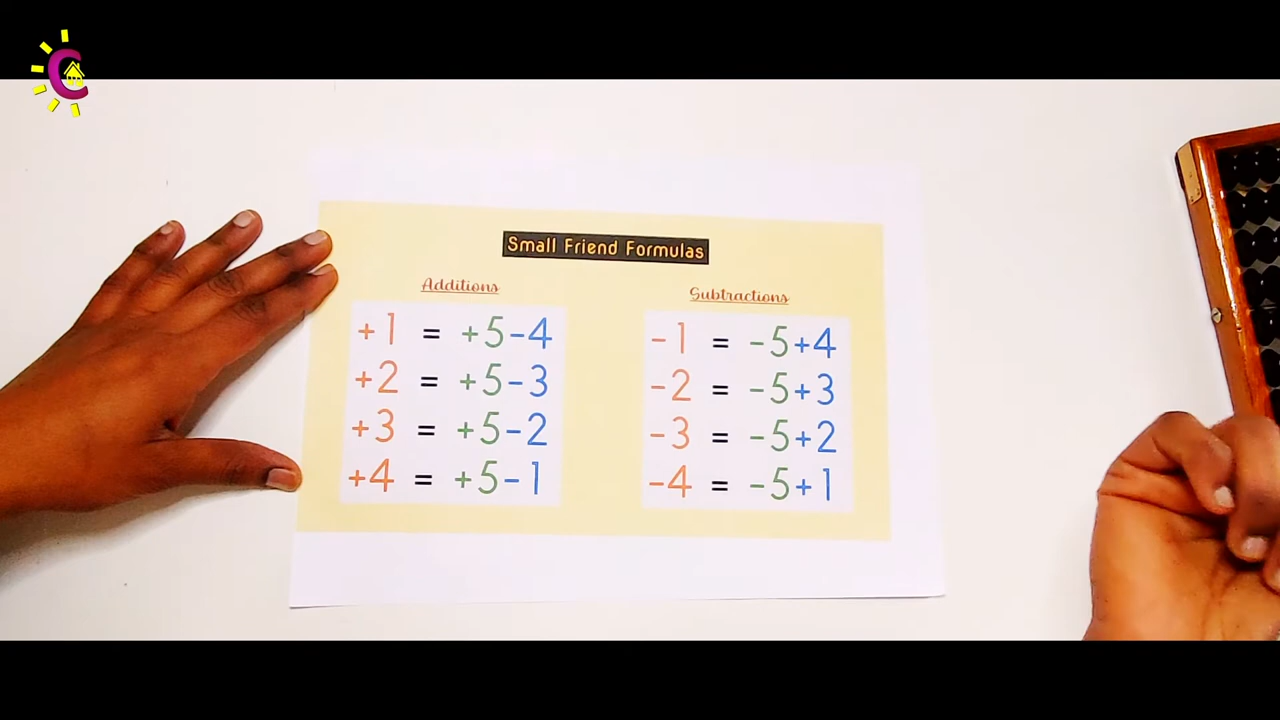 Small Friend Formulas
Additions
+1 = +5-4
+2 = +5-3
+3 = +5-2
+4 = +5-1
Subtractions
-1 = -5+4
-2 = -5+3
-3 = -5+2
-4 = -5+1